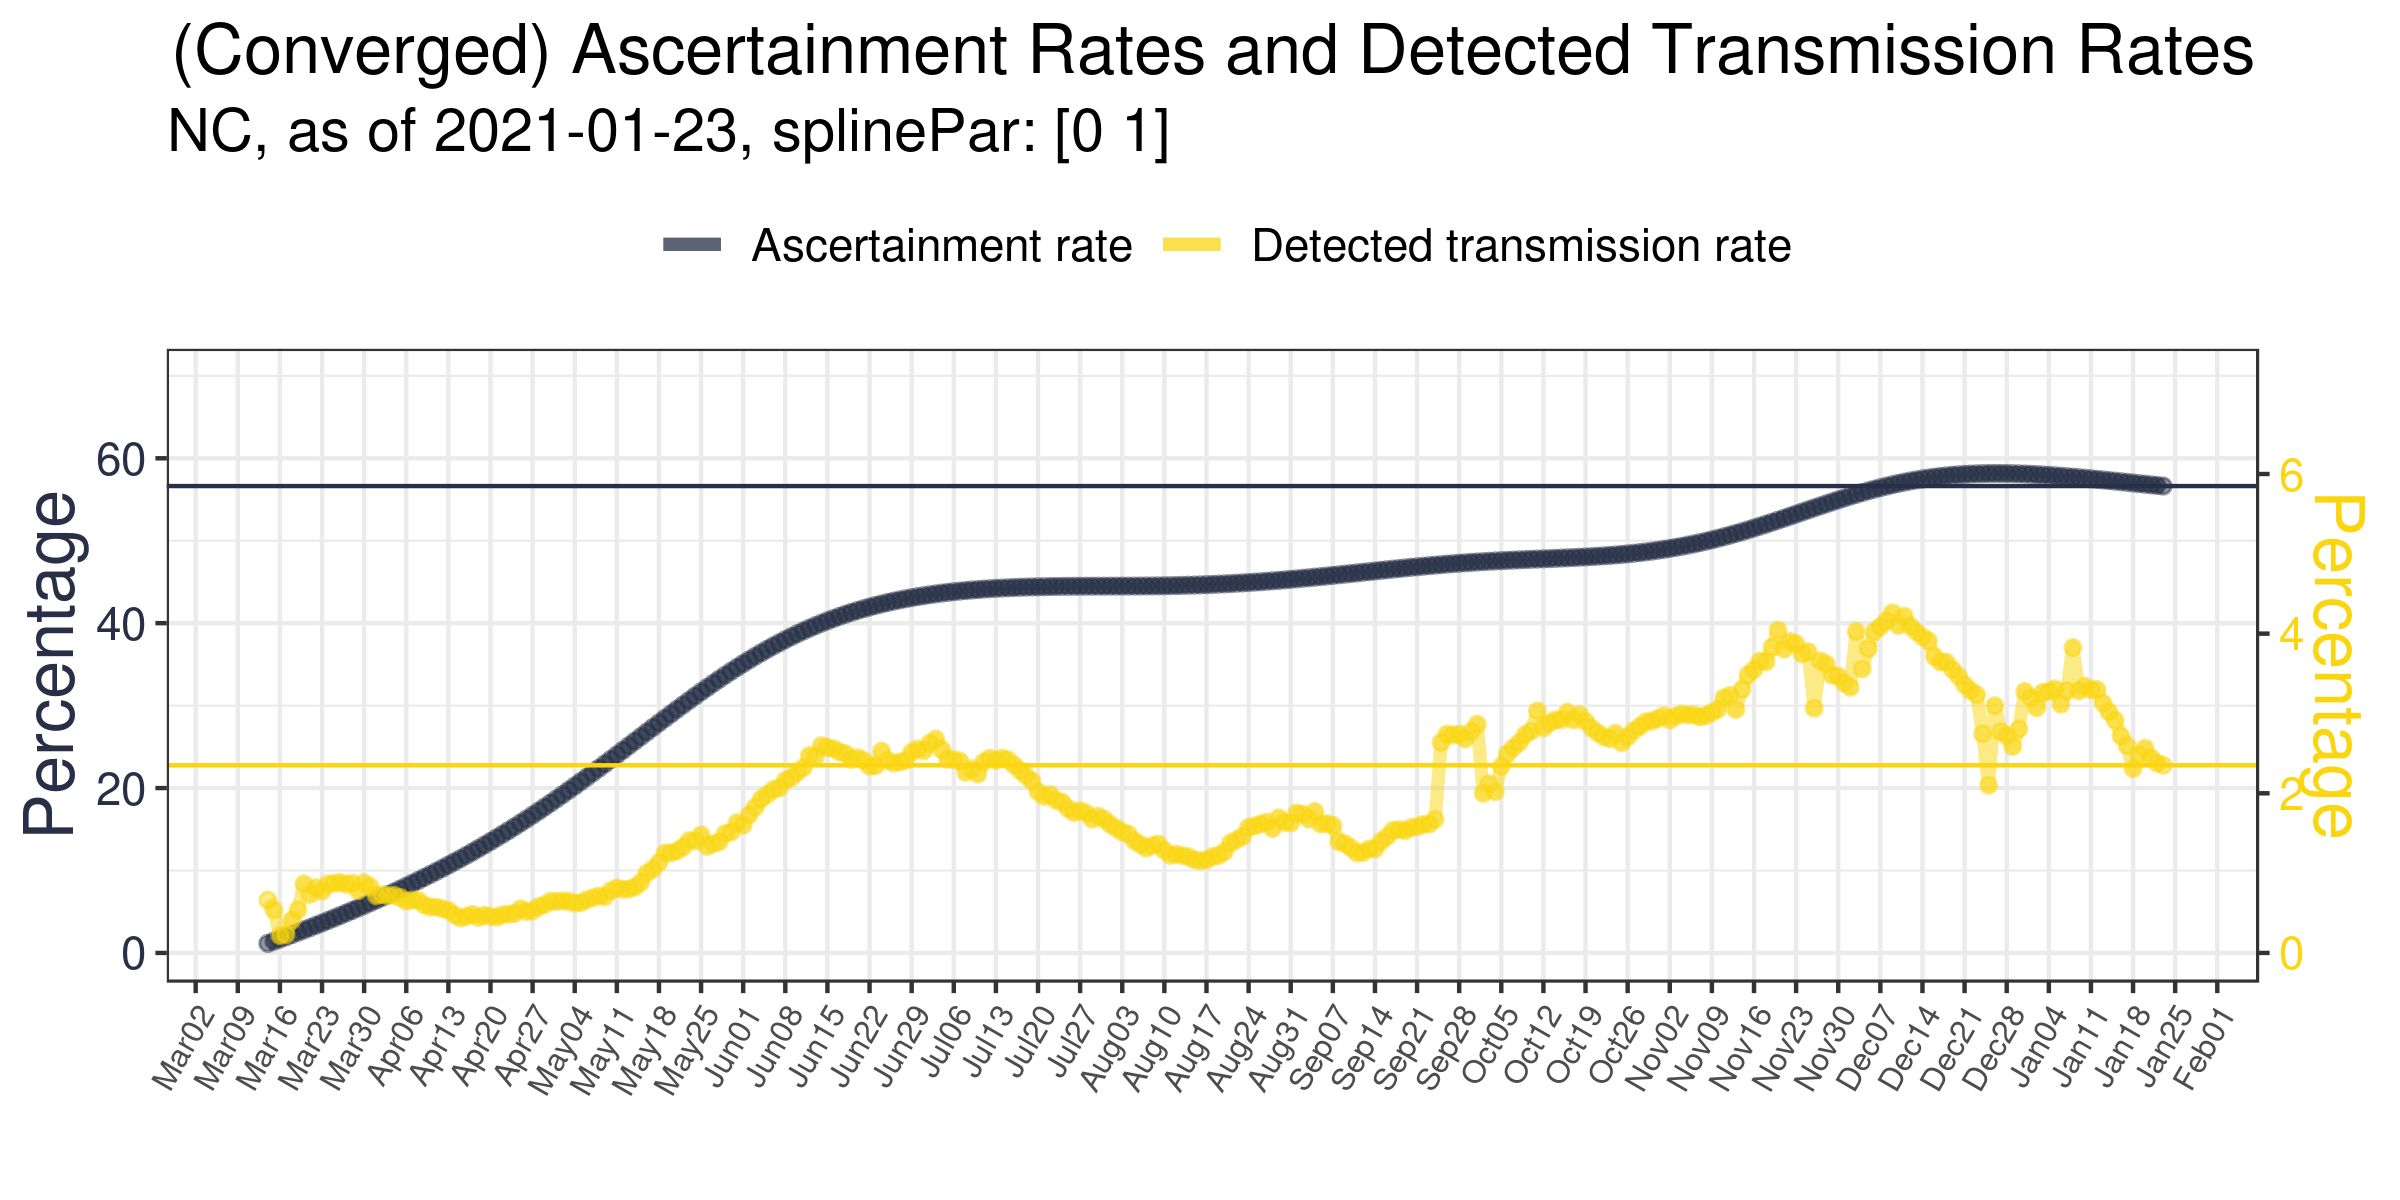 (Converged) Ascertainment Rates and Detected Transmission Rates
NC, as of 2021-01-23, splinePar: [0 1]
Ascertainment rate Detected transmission rate
Percentage
60
40
20
0
6
4
2
0
Percentage
Mar02 Mar09 Mar16 Mar23 Mar30 Apr06 Apr13 Apr20 Apr27 May04 May11 May18 May25 Jun01 Jun08 Jun15 Jun22 Jun29 Jul06 Jul13 Jul20 Jul27 Aug03 Aug10 Aug17 Aug24 Aug31 Sep07 Sep14 Sep21 Sep28 Oct05 Oct12 Oct19 Oct26 Nov02 Nov09 Nov16 Nov23 Nov30 Dec07 Dec14 Dec21 Dec28 Jan04 Jan11 Jan18 Jan25 Feb01